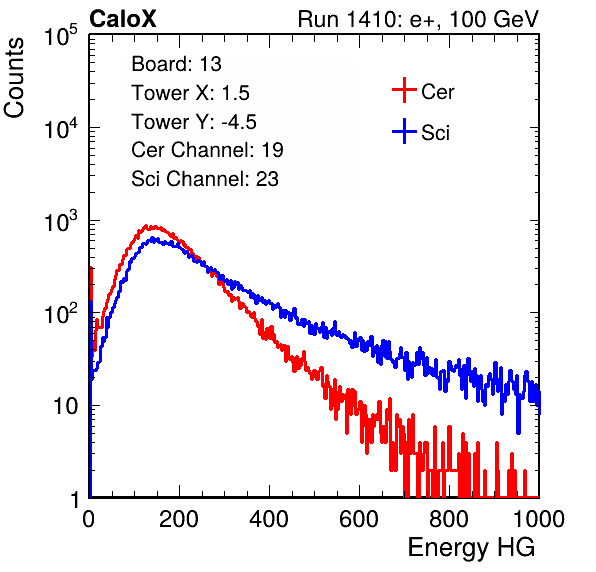 CaloX Run 1410: e+, 100 GeV
Counts
Board: 13
Tower X: 1.5
Tower Y: -4.5
Cer Channel: 19
Sci Channel: 23
Cer
Sci
10^5
10^4
10^3
10^2
10
1
0 200 400 600 800 1000
Energy HG